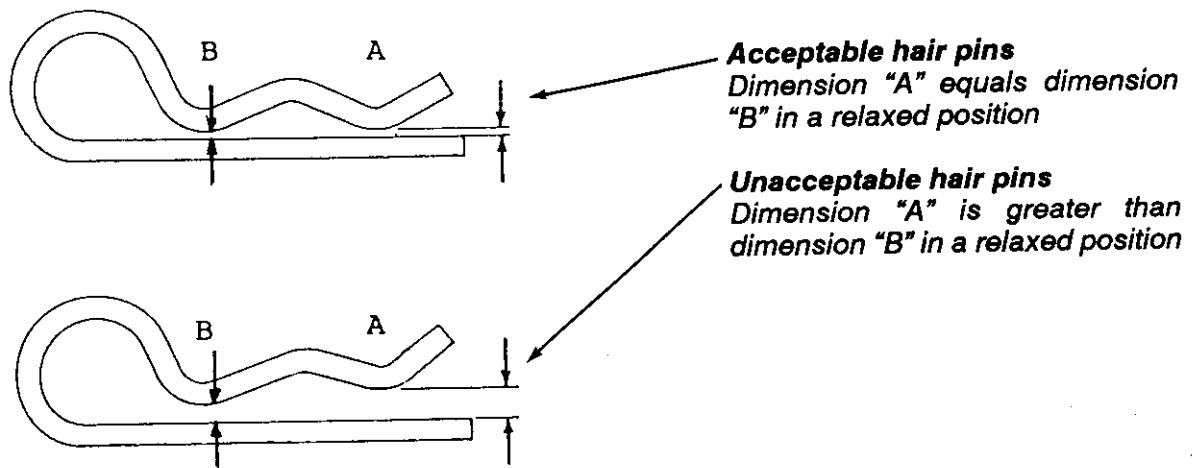 B
A
Acceptable hair pins
Dimension "A" equals dimension
"B" in a relaxed position
Unacceptable hair pins
Dimension "A" is greater than
dimension "B" in a relaxed position
B
A